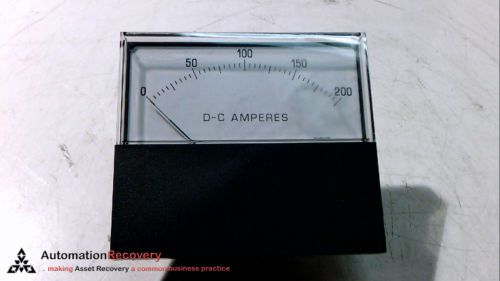 0 50 100 150 200
D-C AMPERES
AutomationRecovery
. making Asset Recovery a common business practice